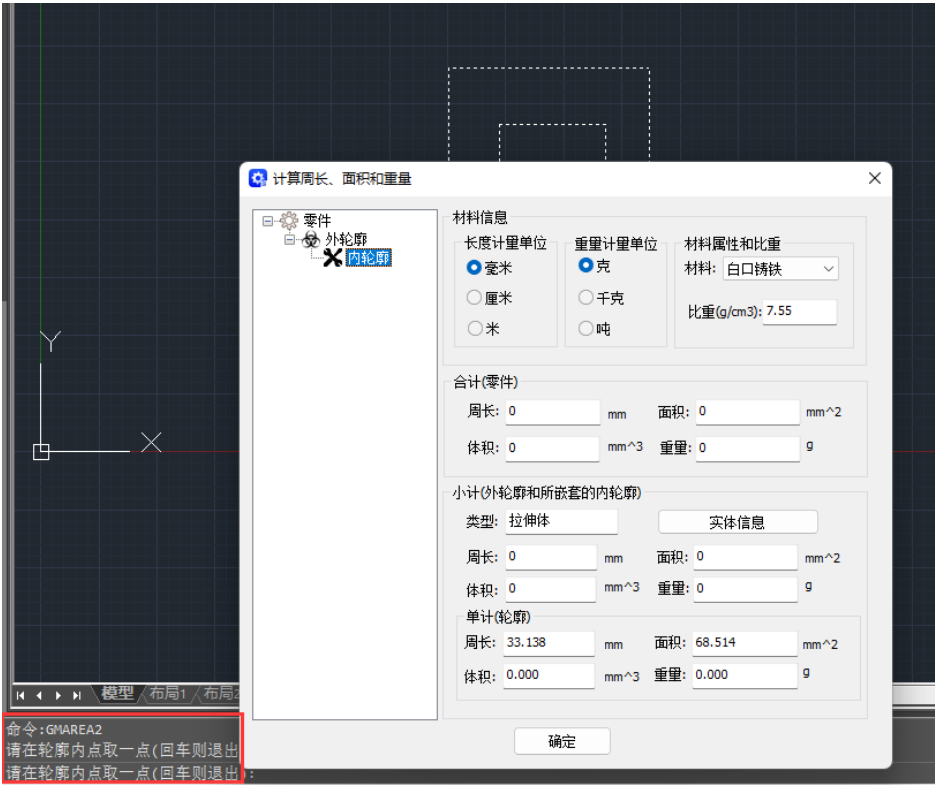 计算周长、面积和重量
零件
外轮廓
内轮廓
材料信息
长度计量单位
毫米
厘米
米
重量计量单位
克
千克
吨
材料属性和比重
材料: 白口铸铁
比重(g/cm3): 7.55
合计(零件)
周长: 0 mm 面积: 0 mm^2
体积: 0 mm^3 重量: 0 g
小计(外轮廓和所嵌套的内轮廓)
类型: 拉伸体 实体信息
周长: 0 mm 面积: 0 mm^2
体积: 0 mm^3 重量: 0 g
单计(轮廓)
周长: 33.138 mm 面积: 68.514 mm^2
体积: 0.000 mm^3 重量: 0.000 g
确定
Y
X
模型 布局1 布局2
命令:GMAREA2
请在轮廓内点取一点(回车则退出
请在轮廓内点取一点(回车则退出):